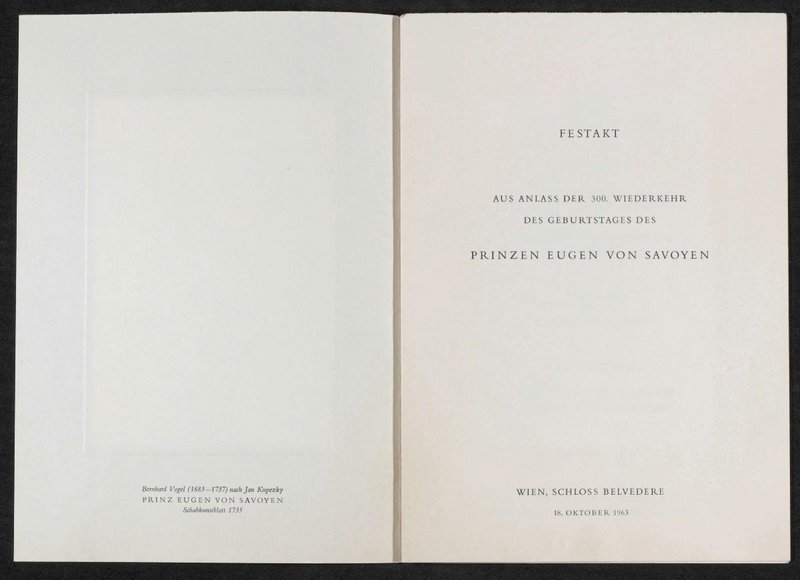 Bernhard Vogel (1683—1737) nach Jan Kupezky
PRINZ EUGEN VON SAVOYEN
Schabkunstblatt 1735
FESTAKT
AUS ANLASS DER 300. WIEDERKEHR
DES GEBURTSTAGES DES
PRINZEN EUGEN VON SAVOYEN
WIEN, SCHLOSS BELVEDERE
18. OKTOBER 1963